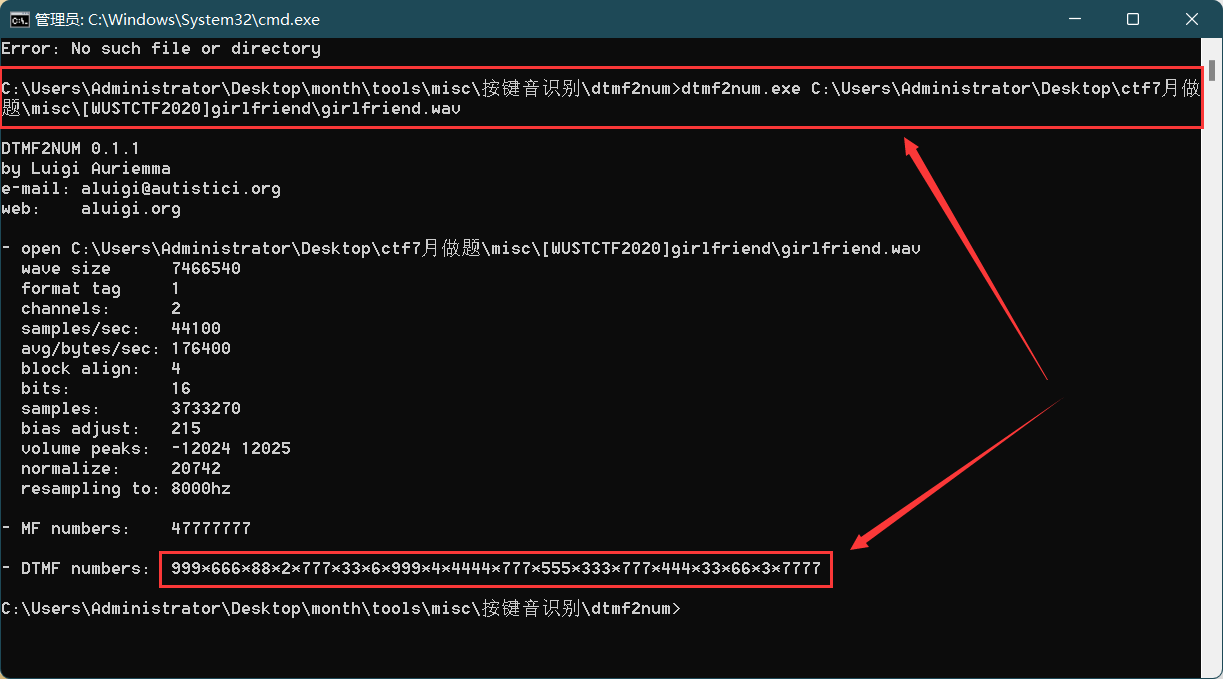 管理员: C:\Windows\System32\cmd.exe
Error: No such file or directory
C:\Users\Administrator\Desktop\month\tools\misc\按键音识别\dtmf2num>dtmf2num.exe C:\Users\Administrator\Desktop\ctf7月做
题\misc\[WUSTCTF2020]girlfriend\girlfriend.wav
DTMF2NUM 0.1.1
by Luigi Auriemma
e-mail: aluigi@autistici.org
web:    aluigi.org
- open C:\Users\Administrator\Desktop\ctf7月做题\misc\[WUSTCTF2020]girlfriend\girlfriend.wav
  wave size      7466540
  format tag     1
  channels:      2
  samples/sec:   44100
  avg/bytes/sec: 176400
  block align:   4
  bits:          16
  samples:       3733270
  bias adjust:   215
  volume peaks:  -12024 12025
  normalize:     20742
  resampling to: 8000hz
- MF numbers:    47777777
- DTMF numbers:  999*666*88*2*777*33*6*999*4*4444*777*555*333*777*444*33*66*3*7777
C:\Users\Administrator\Desktop\month\tools\misc\按键音识别\dtmf2num>